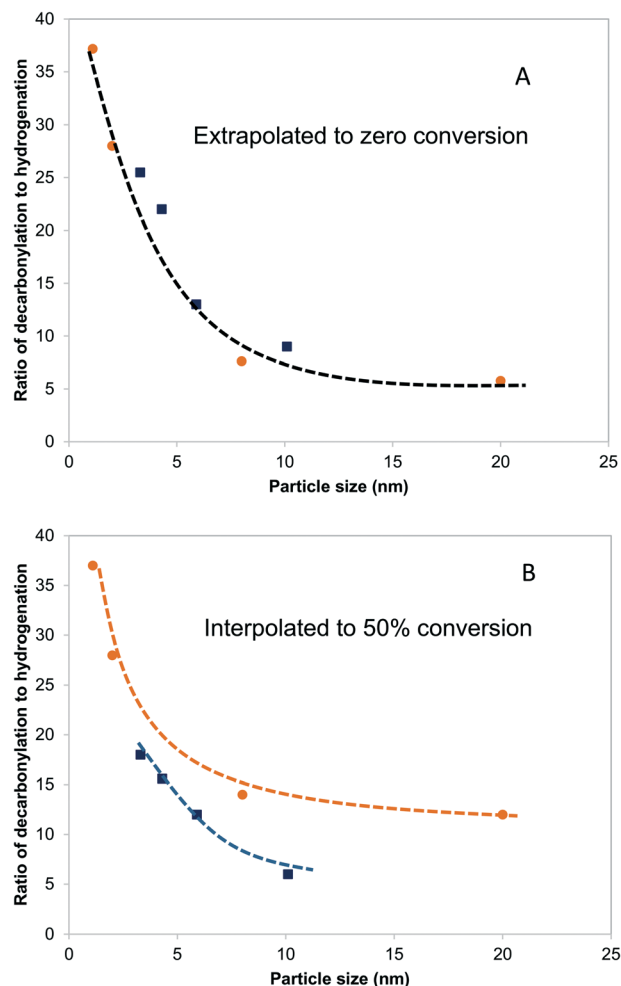 40
A
35
Extrapolated to zero conversion
30
25
20
15
10
5
0
0 5 10 15 20 25
Ratio of decarbonylation to hydrogenation
Particle size (nm)
40
B
35
Interpolated to 50% conversion
30
25
20
15
10
5
0
0 5 10 15 20 25
Ratio of decarbonylation to hydrogenation
Particle size (nm)